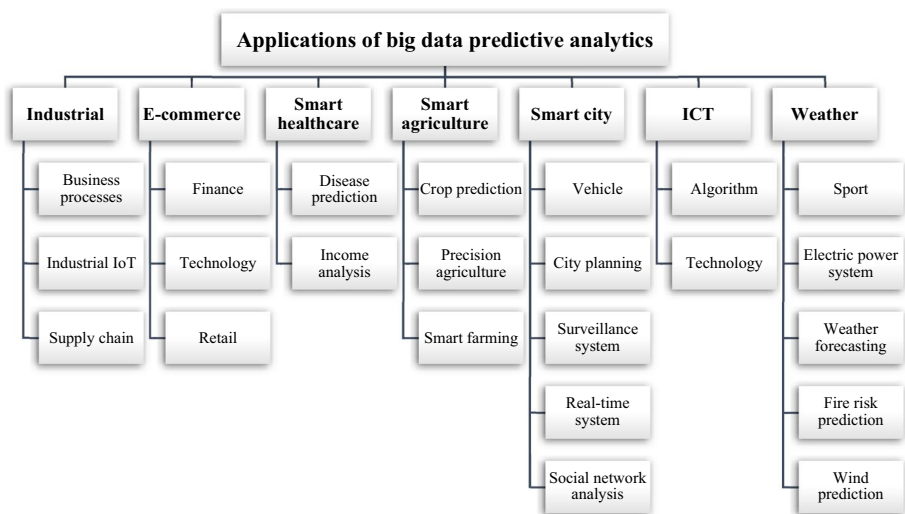 Applications of big data predictive analytics
Industrial
Business
processes
Industrial IoT
Supply chain
E-commerce
Finance
Technology
Retail
Smart
healthcare
Disease
prediction
Income
analysis
Smart
agriculture
Crop prediction
Precision
agriculture
Smart farming
Smart city
Vehicle
City planning
Surveillance
system
Real-time
system
Social network
analysis
ICT
Algorithm
Technology
Weather
Sport
Electric power
system
Weather
forecasting
Fire risk
prediction
Wind
prediction